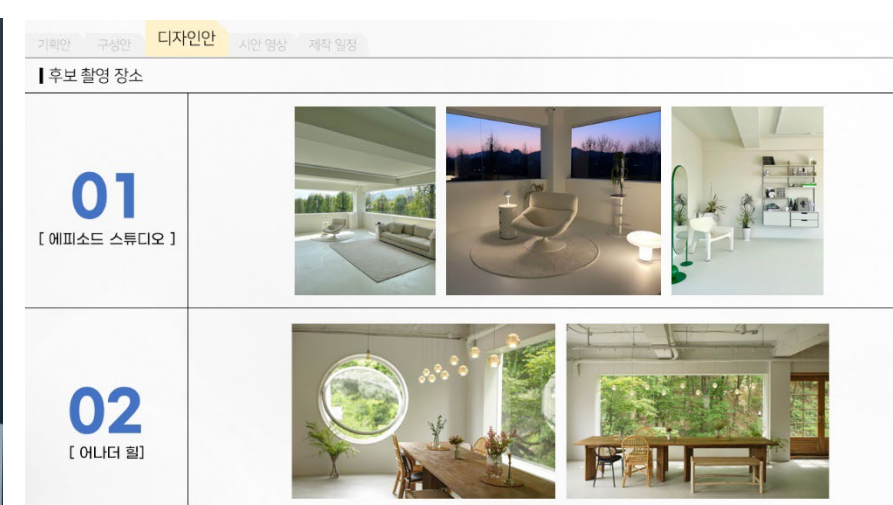 기획안 구성안 디자인안 시안 영상 제작 일정
후보 촬영 장소
01
[ 에피소드 스튜디오 ]
02
[ 어나더 힐]